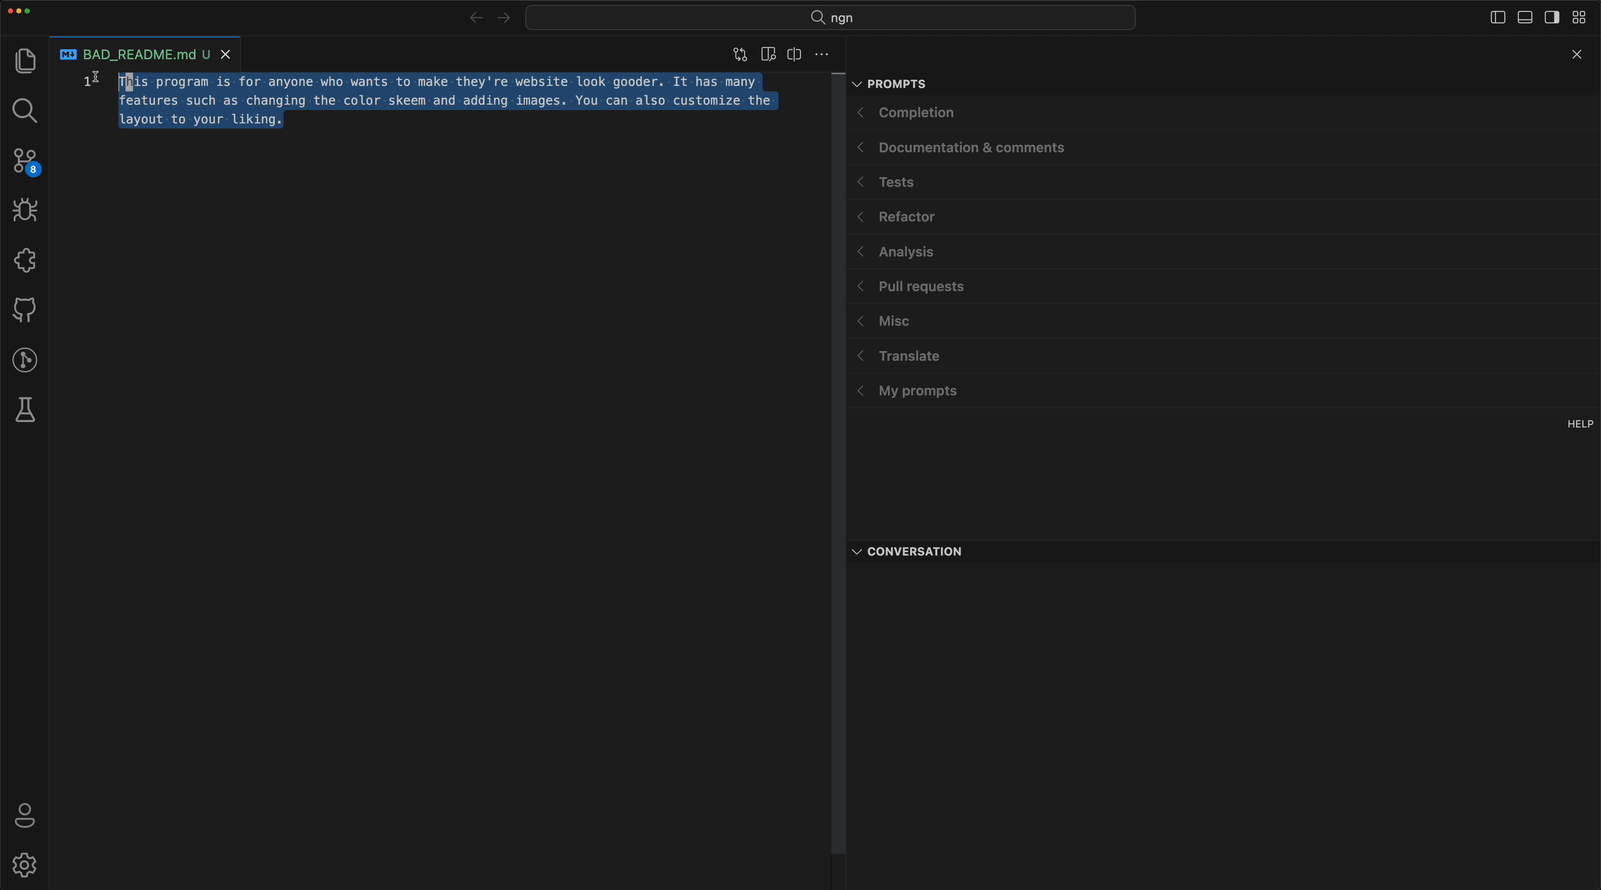 ngn
BAD_README.md U
1 This program is for anyone who wants to make they're website look gooder. It has many
features such as changing the color skeem and adding images. You can also customize the
layout to your liking.
8
PROMPTS
Completion
Documentation & comments
Tests
Refactor
Analysis
Pull requests
Misc
Translate
My prompts
HELP
CONVERSATION